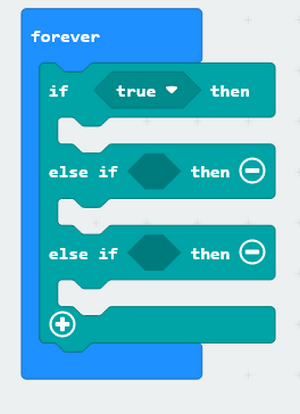 forever
if true then
else if then
else if then